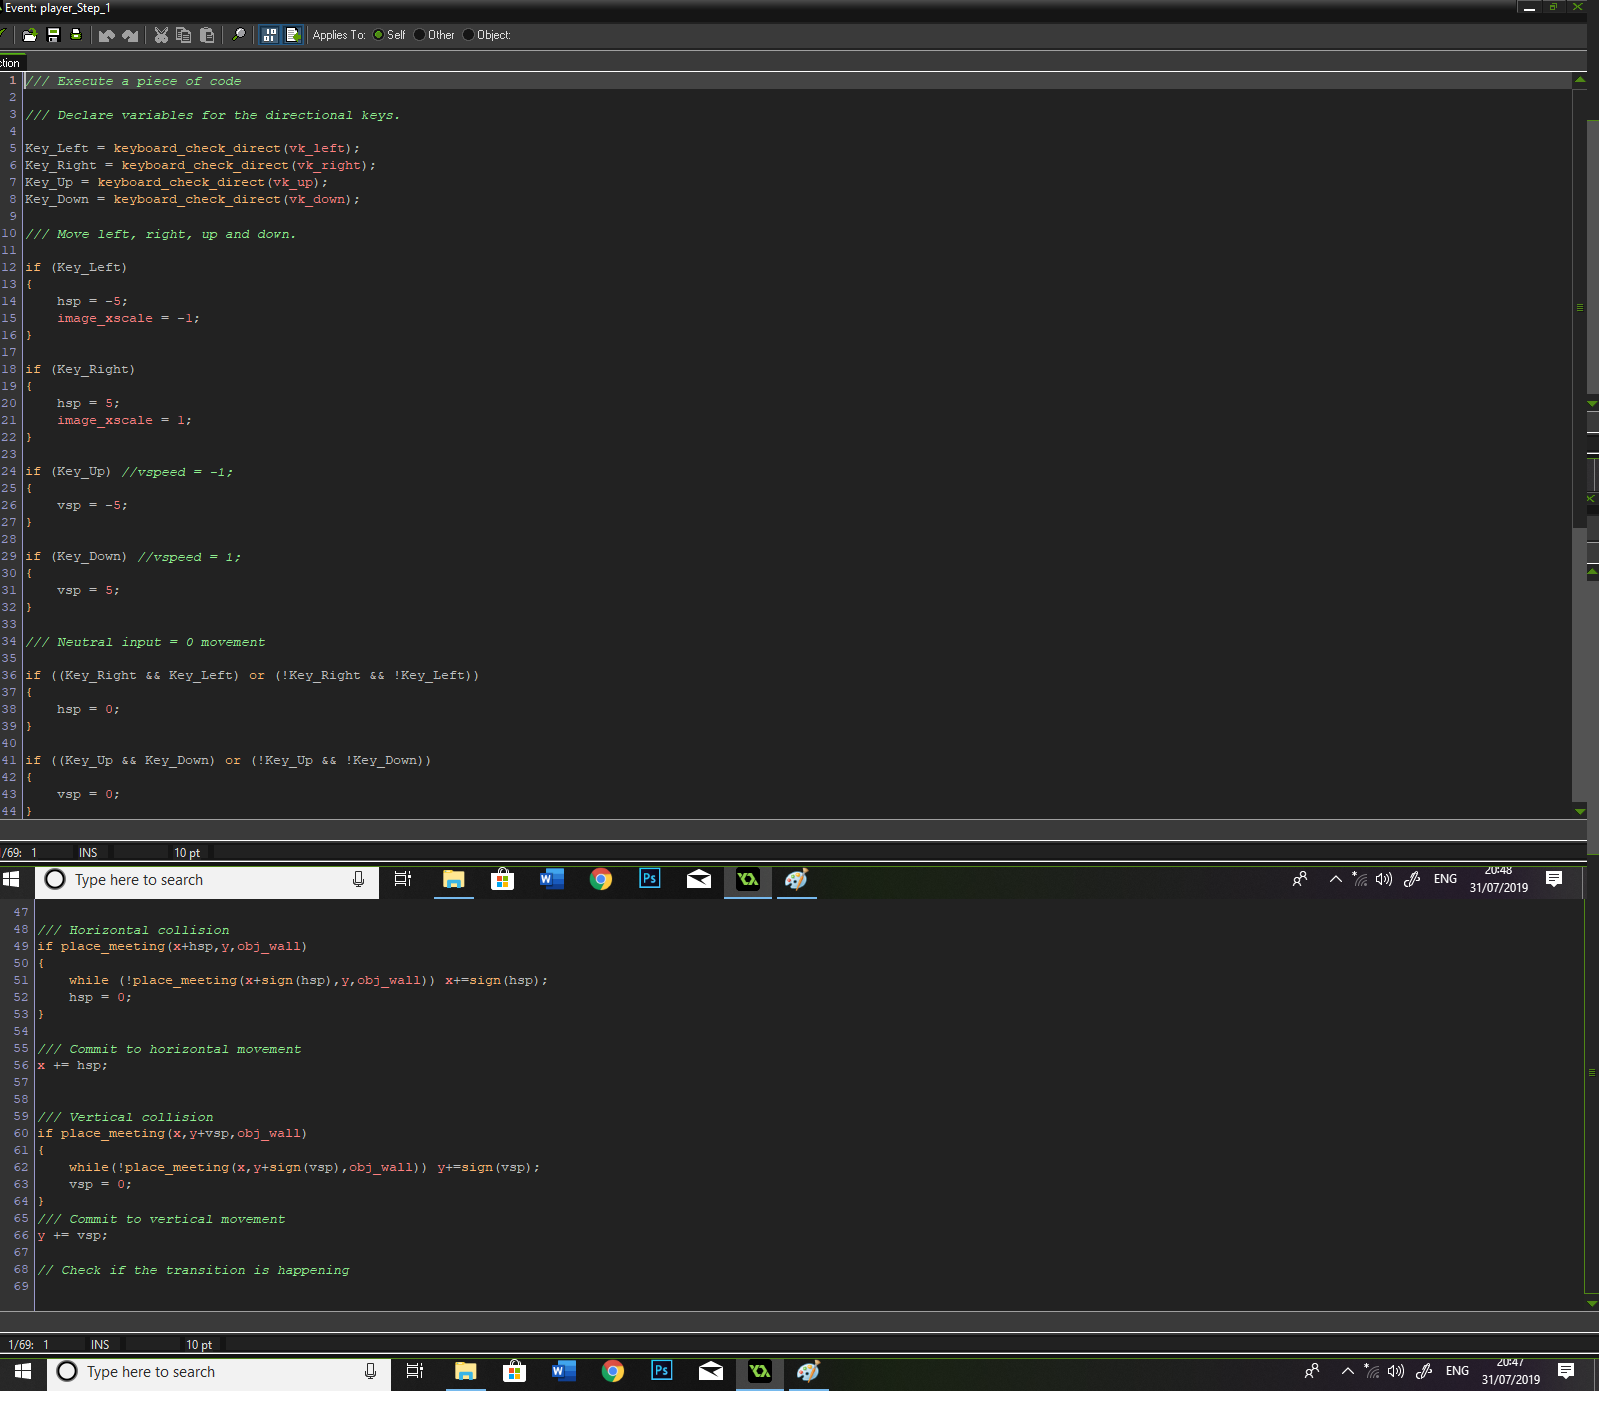 Event: player_Step_1
Applies To: Self Other Object:
ction
1 /// Execute a piece of code
2
3 /// Declare variables for the directional keys.
4
5 Key_Left = keyboard_check_direct(vk_left);
6 Key_Right = keyboard_check_direct(vk_right);
7 Key_Up = keyboard_check_direct(vk_up);
8 Key_Down = keyboard_check_direct(vk_down);
9
10 /// Move left, right, up and down.
11
12 if (Key_Left)
13 {
14 hsp = -5;
15 image_xscale = -1;
16 }
17
18 if (Key_Right)
19 {
20 hsp = 5;
21 image_xscale = 1;
22 }
23
24 if (Key_Up) //vspeed = -1;
25 {
26 vsp = -5;
27 }
28
29 if (Key_Down) //vspeed = 1;
30 {
31 vsp = 5;
32 }
33
34 /// Neutral input = 0 movement
35
36 if ((Key_Right && Key_Left) or (!Key_Right && !Key_Left))
37 {
38 hsp = 0;
39 }
40
41 if ((Key_Up && Key_Down) or (!Key_Up && !Key_Down))
42 {
43 vsp = 0;
44 }
/69: 1 INS 10 pt
Type here to search W Ps ENG 20:48
31/07/2019
47
48 /// Horizontal collision
49 if place_meeting(x+hsp,y,obj_wall)
50 {
51 while (!place_meeting(x+sign(hsp),y,obj_wall)) x+=sign(hsp);
52 hsp = 0;
53 }
54
55 /// Commit to horizontal movement
56 x += hsp;
57
58
59 /// Vertical collision
60 if place_meeting(x,y+vsp,obj_wall)
61 {
62 while(!place_meeting(x,y+sign(vsp),obj_wall)) y+=sign(vsp);
63 vsp = 0;
64 }
65 /// Commit to vertical movement
66 y += vsp;
67
68 // Check if the transition is happening
69
1/69: 1 INS 10 pt
Type here to search W Ps ENG 20:47
31/07/2019